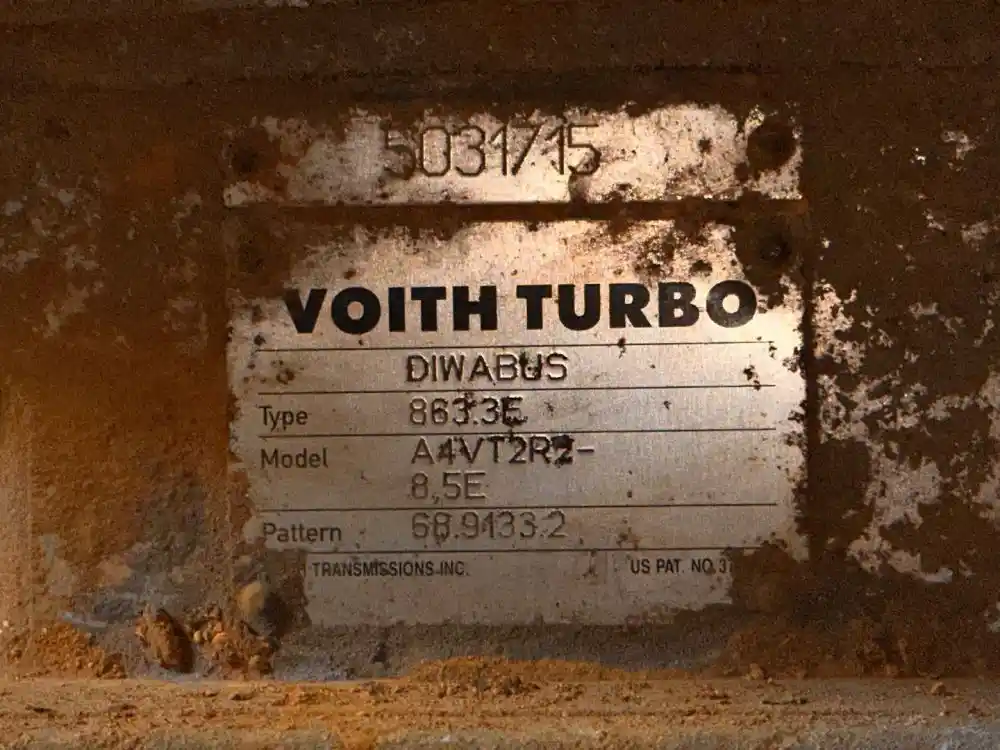 5031715
VOITH TURBO
DIWABUS
Type 863.3E
Model A4VT2R2-
8,5E
Pattern 68.9133.2
TRANSMISSIONS INC. US PAT. NO.